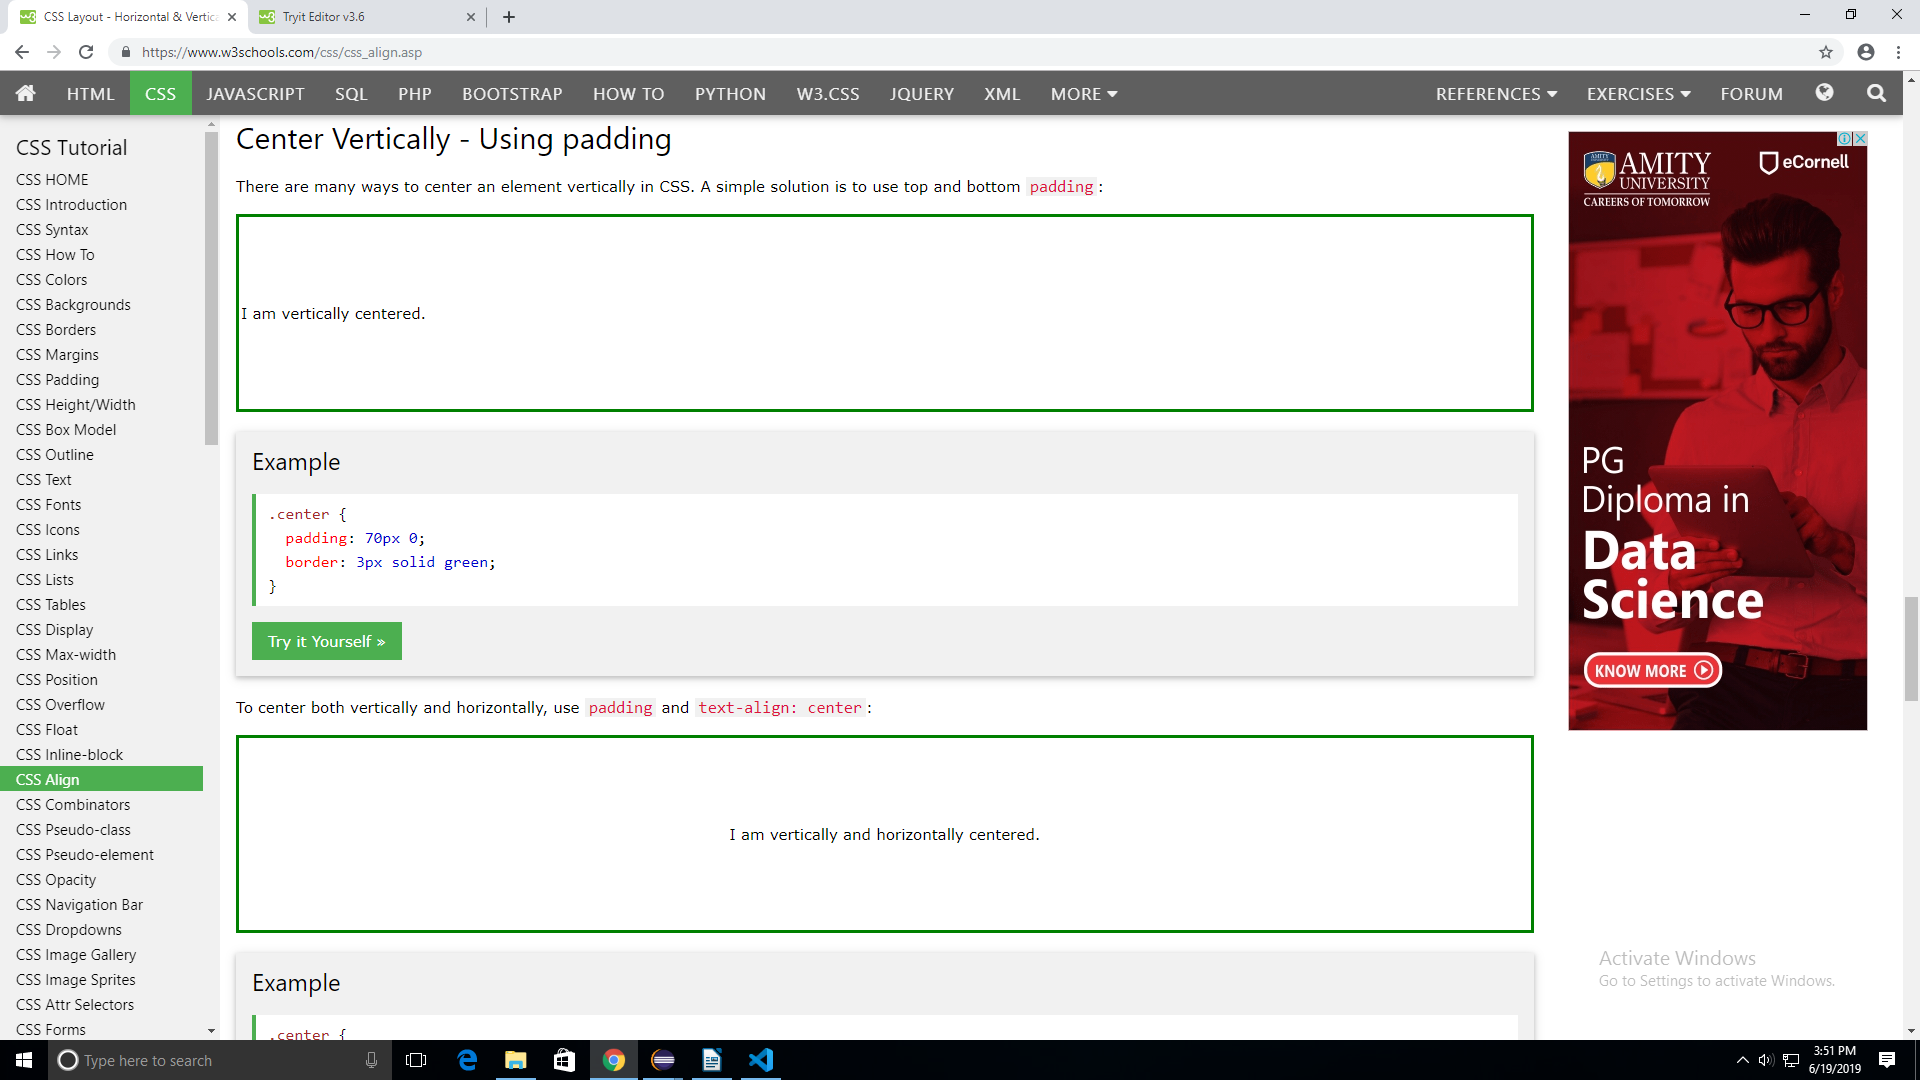 CSS Layout - Horizontal & Vertica
Tryit Editor v3.6
https://www.w3schools.com/css/css_align.asp
HTML CSS JAVASCRIPT SQL PHP BOOTSTRAP HOW TO PYTHON W3.CSS JQUERY XML MORE REFERENCES EXERCISES FORUM
CSS Tutorial
CSS HOME
CSS Introduction
CSS Syntax
CSS How To
CSS Colors
CSS Backgrounds
CSS Borders
CSS Margins
CSS Padding
CSS Height/Width
CSS Box Model
CSS Outline
CSS Text
CSS Fonts
CSS Icons
CSS Links
CSS Lists
CSS Tables
CSS Display
CSS Max-width
CSS Position
CSS Overflow
CSS Float
CSS Inline-block
CSS Align
CSS Combinators
CSS Pseudo-class
CSS Pseudo-element
CSS Opacity
CSS Navigation Bar
CSS Dropdowns
CSS Image Gallery
CSS Image Sprites
CSS Attr Selectors
CSS Forms
Center Vertically - Using padding
There are many ways to center an element vertically in CSS. A simple solution is to use top and bottom padding:
I am vertically centered.
Example
.center {
padding: 70px 0;
border: 3px solid green;
}
Try it Yourself »
To center both vertically and horizontally, use padding and text-align: center:
I am vertically and horizontally centered.
Example
.center {
AMITY
UNIVERSITY
CAREERS OF TOMORROW
eCornell
PG
Diploma in
Data
Science
KNOW MORE
Activate Windows
Go to Settings to activate Windows.
Type here to search
3:51 PM
6/19/2019